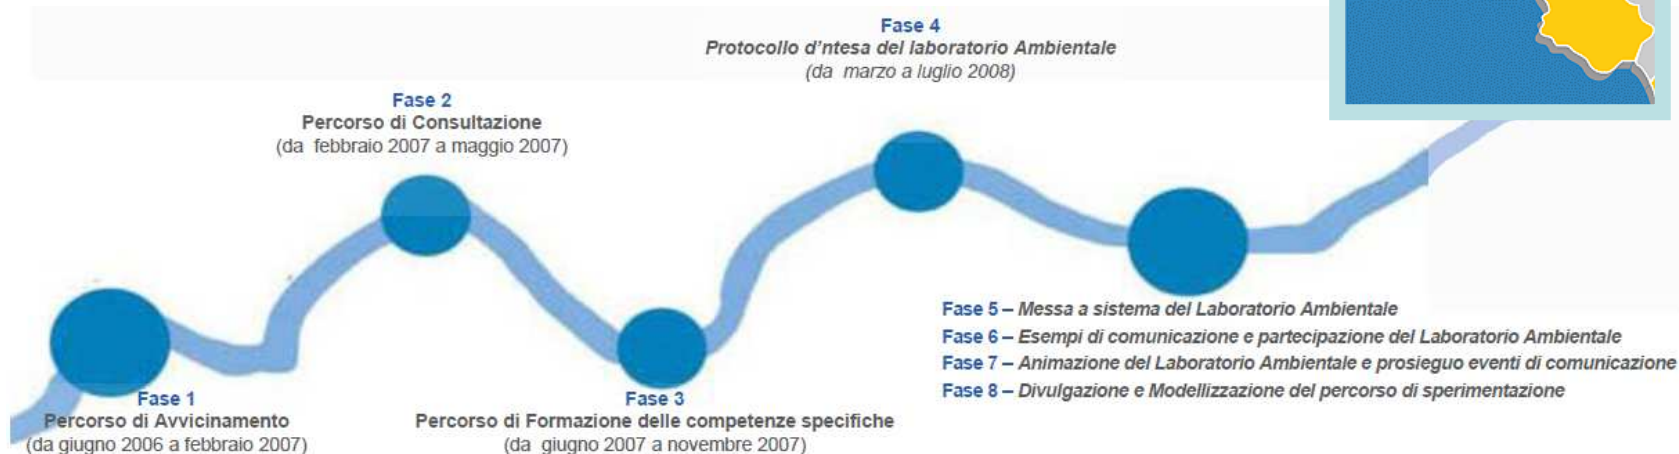 Fase 4
Protocollo d'ntesa del laboratorio Ambientale
(da marzo a luglio 2008)
Fase 2
Percorso di Consultazione
(da febbraio 2007 a maggio 2007)
Fase 5 – Messa a sistema del Laboratorio Ambientale
Fase 6 – Esempi di comunicazione e partecipazione del Laboratorio Ambientale
Fase 7 – Animazione del Laboratorio Ambientale e prosieguo eventi di comunicazione
Fase 8 – Divulgazione e Modellizzazione del percorso di sperimentazione
Fase 1
Percorso di Avvicinamento
(da giugno 2006 a febbraio 2007)
Fase 3
Percorso di Formazione delle competenze specifiche
(da giugno 2007 a novembre 2007)